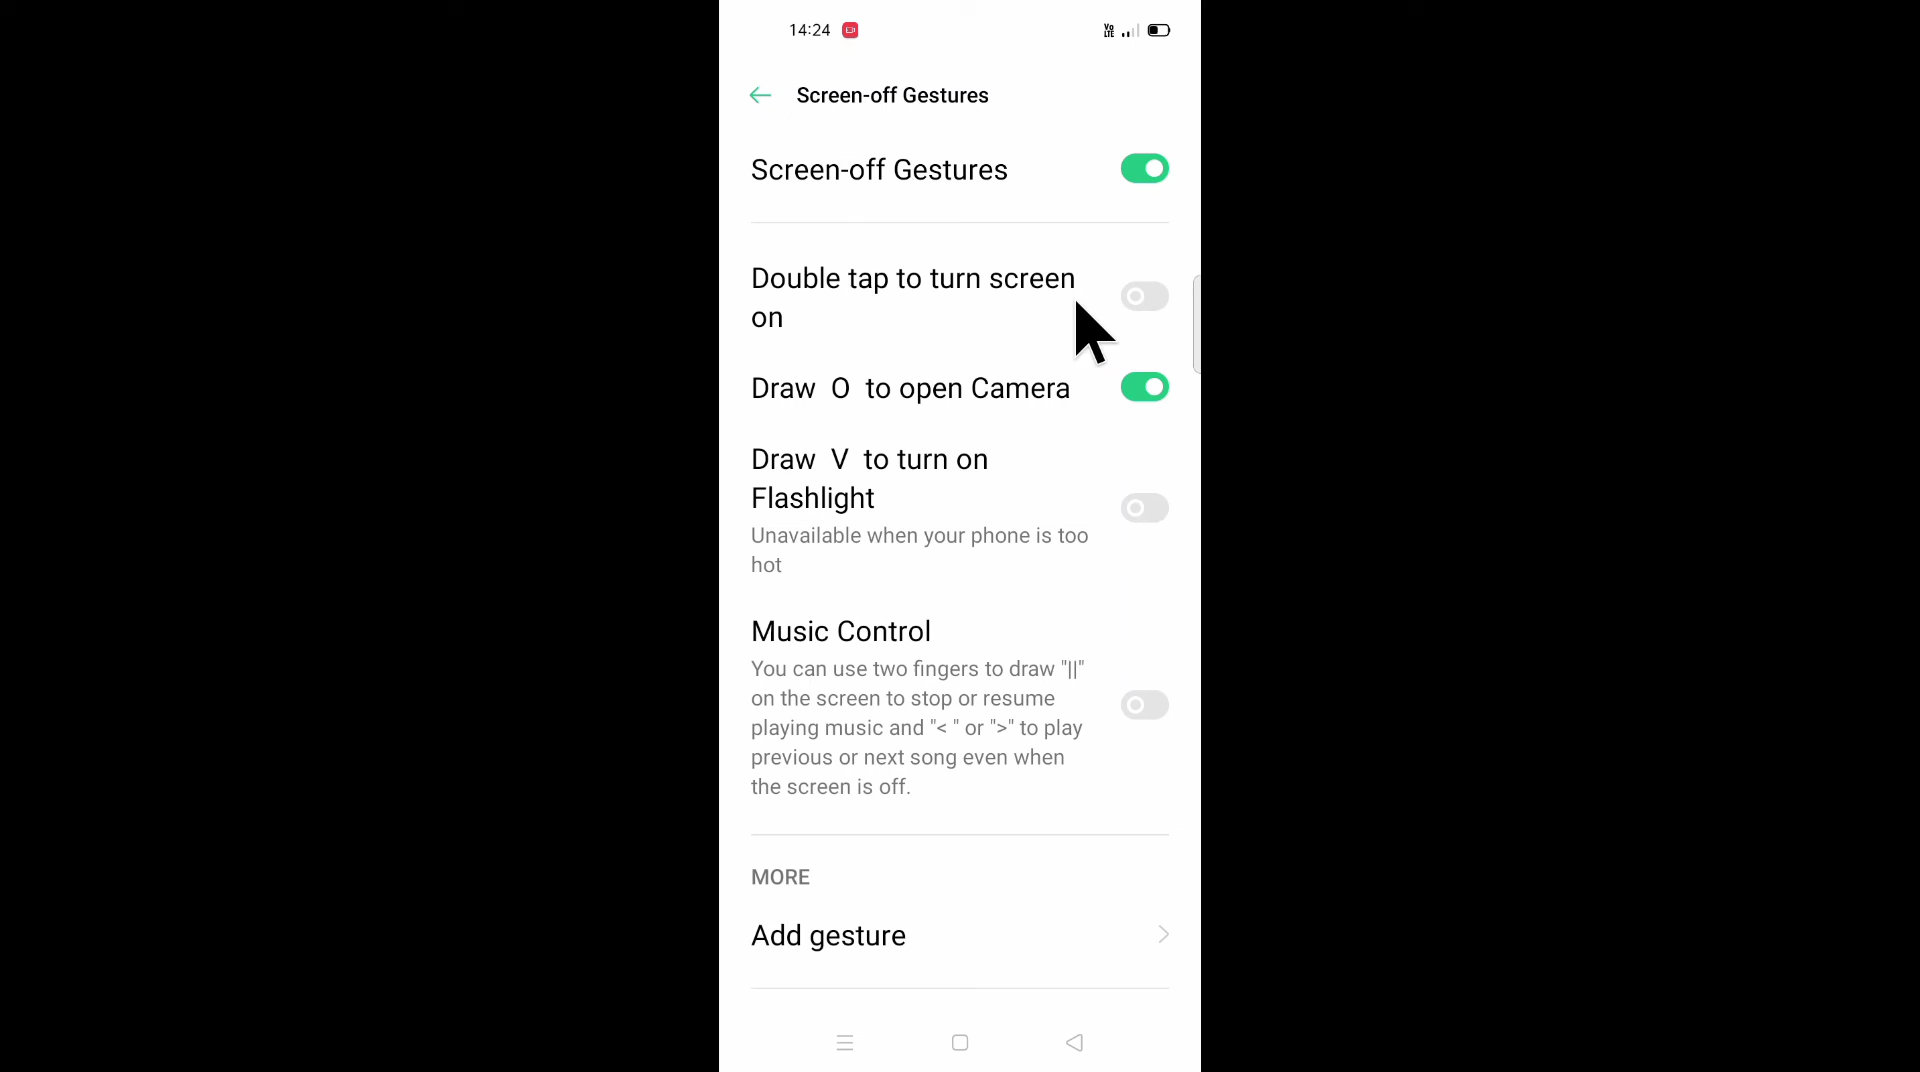 14:24
Vo
LTE
Screen-off Gestures
Screen-off Gestures
Double tap to turn screen
on
Draw O to open Camera
Draw V to turn on
Flashlight
Unavailable when your phone is too
hot
Music Control
You can use two fingers to draw "||"
on the screen to stop or resume
playing music and "< " or ">" to play
previous or next song even when
the screen is off.
MORE
Add gesture